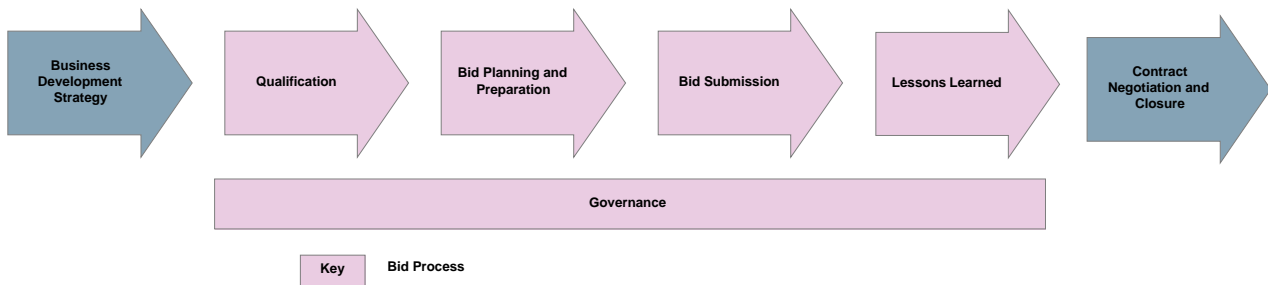 Business
Development
Strategy
Qualification
Bid Planning and
Preparation
Bid Submission
Lessons Learned
Contract
Negotiation and
Closure
Governance
Key
Bid Process